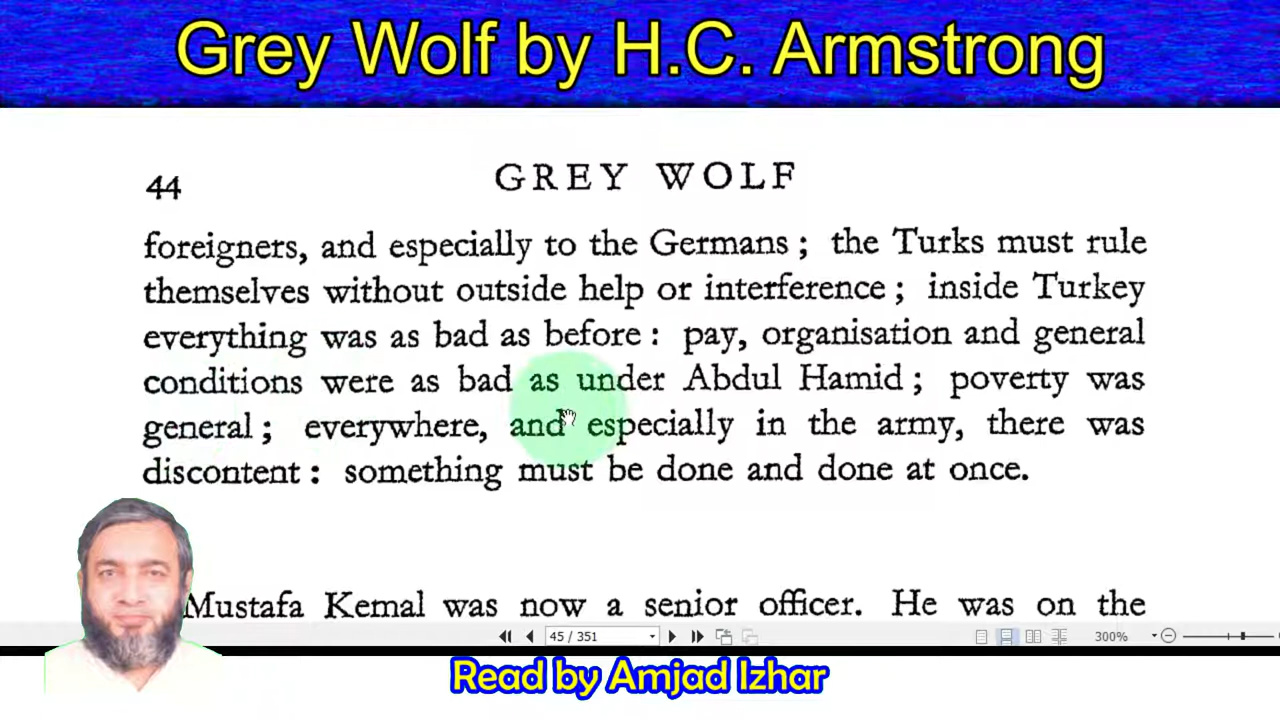 Grey Wolf by H.C. Armstrong
44 GREY WOLF
foreigners, and especially to the Germans ; the Turks must rule
themselves without outside help or interference ; inside Turkey
everything was as bad as before : pay, organisation and general
conditions were as bad as under Abdul Hamid ; poverty was
general ; everywhere, and especially in the army, there was
discontent : something must be done and done at once.
Mustafa Kemal was now a senior officer. He was on the
45 / 351 300%
Read by Amjad Izhar